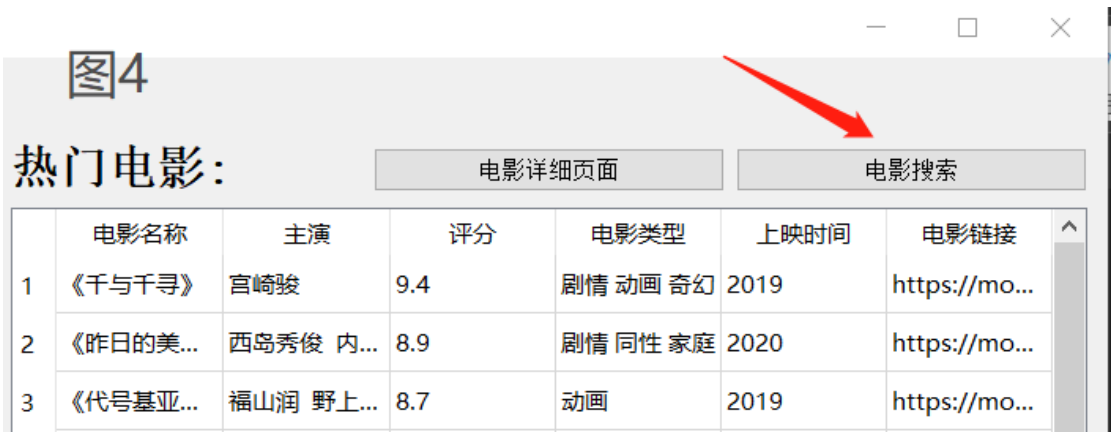 图4
热门电影：
电影详细页面 电影搜索
电影名称 主演 评分 电影类型 上映时间 电影链接
1 《千与千寻》 宫崎骏 9.4 剧情 动画 奇幻 2019 https://mo...
2 《昨日的美... 西岛秀俊 内... 8.9 剧情 同性 家庭 2020 https://mo...
3 《代号基亚... 福山润 野上... 8.7 动画 2019 https://mo...